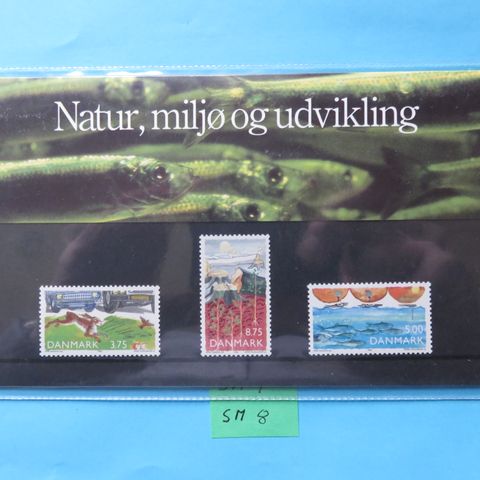 Natur, miljø og udvikling
DANMARK 3.75
8.75
DANMARK
5.00
DANMARK
SM 8